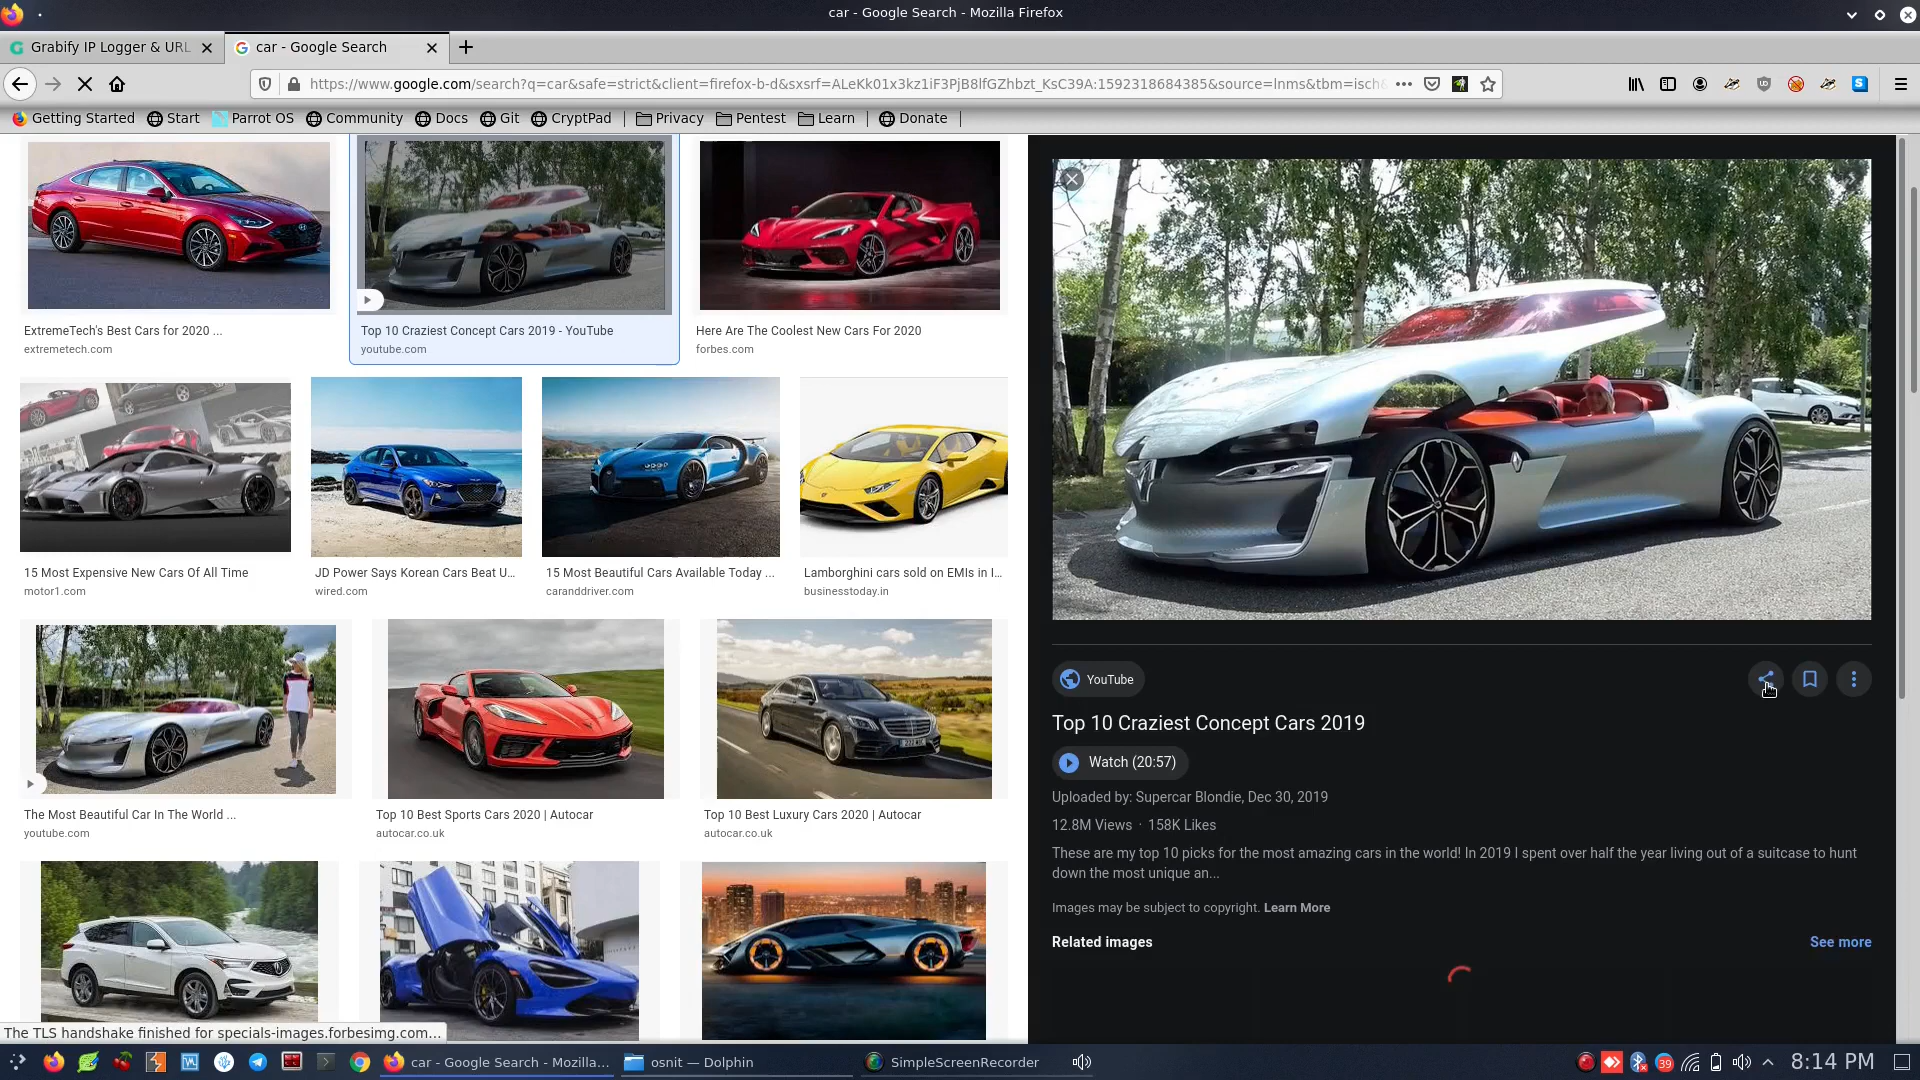 car - Google Search - Mozilla Firefox
Grabify IP Logger & URL
car - Google Search
https://www.google.com/search?q=car&safe=strict&client=firefox-b-d&sxsrf=ALeKk01x3kz1iF3PjB8lfGZhbzt_KsC39A:1592318684385&source=lnms&tbm=isch&
Getting Started
Start
Parrot OS
Community
Docs
Git
CryptPad
Privacy
Pentest
Learn
Donate
ExtremeTech's Best Cars for 2020 ...
extremetech.com
Top 10 Craziest Concept Cars 2019 - YouTube
youtube.com
Here Are The Coolest New Cars For 2020
forbes.com
15 Most Expensive New Cars Of All Time
motor1.com
JD Power Says Korean Cars Beat U...
wired.com
15 Most Beautiful Cars Available Today ...
caranddriver.com
Lamborghini cars sold on EMIs in I...
businesstoday.in
The Most Beautiful Car In The World ...
youtube.com
Top 10 Best Sports Cars 2020 | Autocar
autocar.co.uk
Top 10 Best Luxury Cars 2020 | Autocar
autocar.co.uk
YouTube
Top 10 Craziest Concept Cars 2019
Watch (20:57)
Uploaded by: Supercar Blondie, Dec 30, 2019
12.8M Views · 158K Likes
These are my top 10 picks for the most amazing cars in the world! In 2019 I spent over half the year living out of a suitcase to hunt
down the most unique an...
Images may be subject to copyright. Learn More
Related images
See more
The TLS handshake finished for specials-images.forbesimg.com...
car - Google Search - Mozilla...
osnit — Dolphin
SimpleScreenRecorder
39
8:14 PM